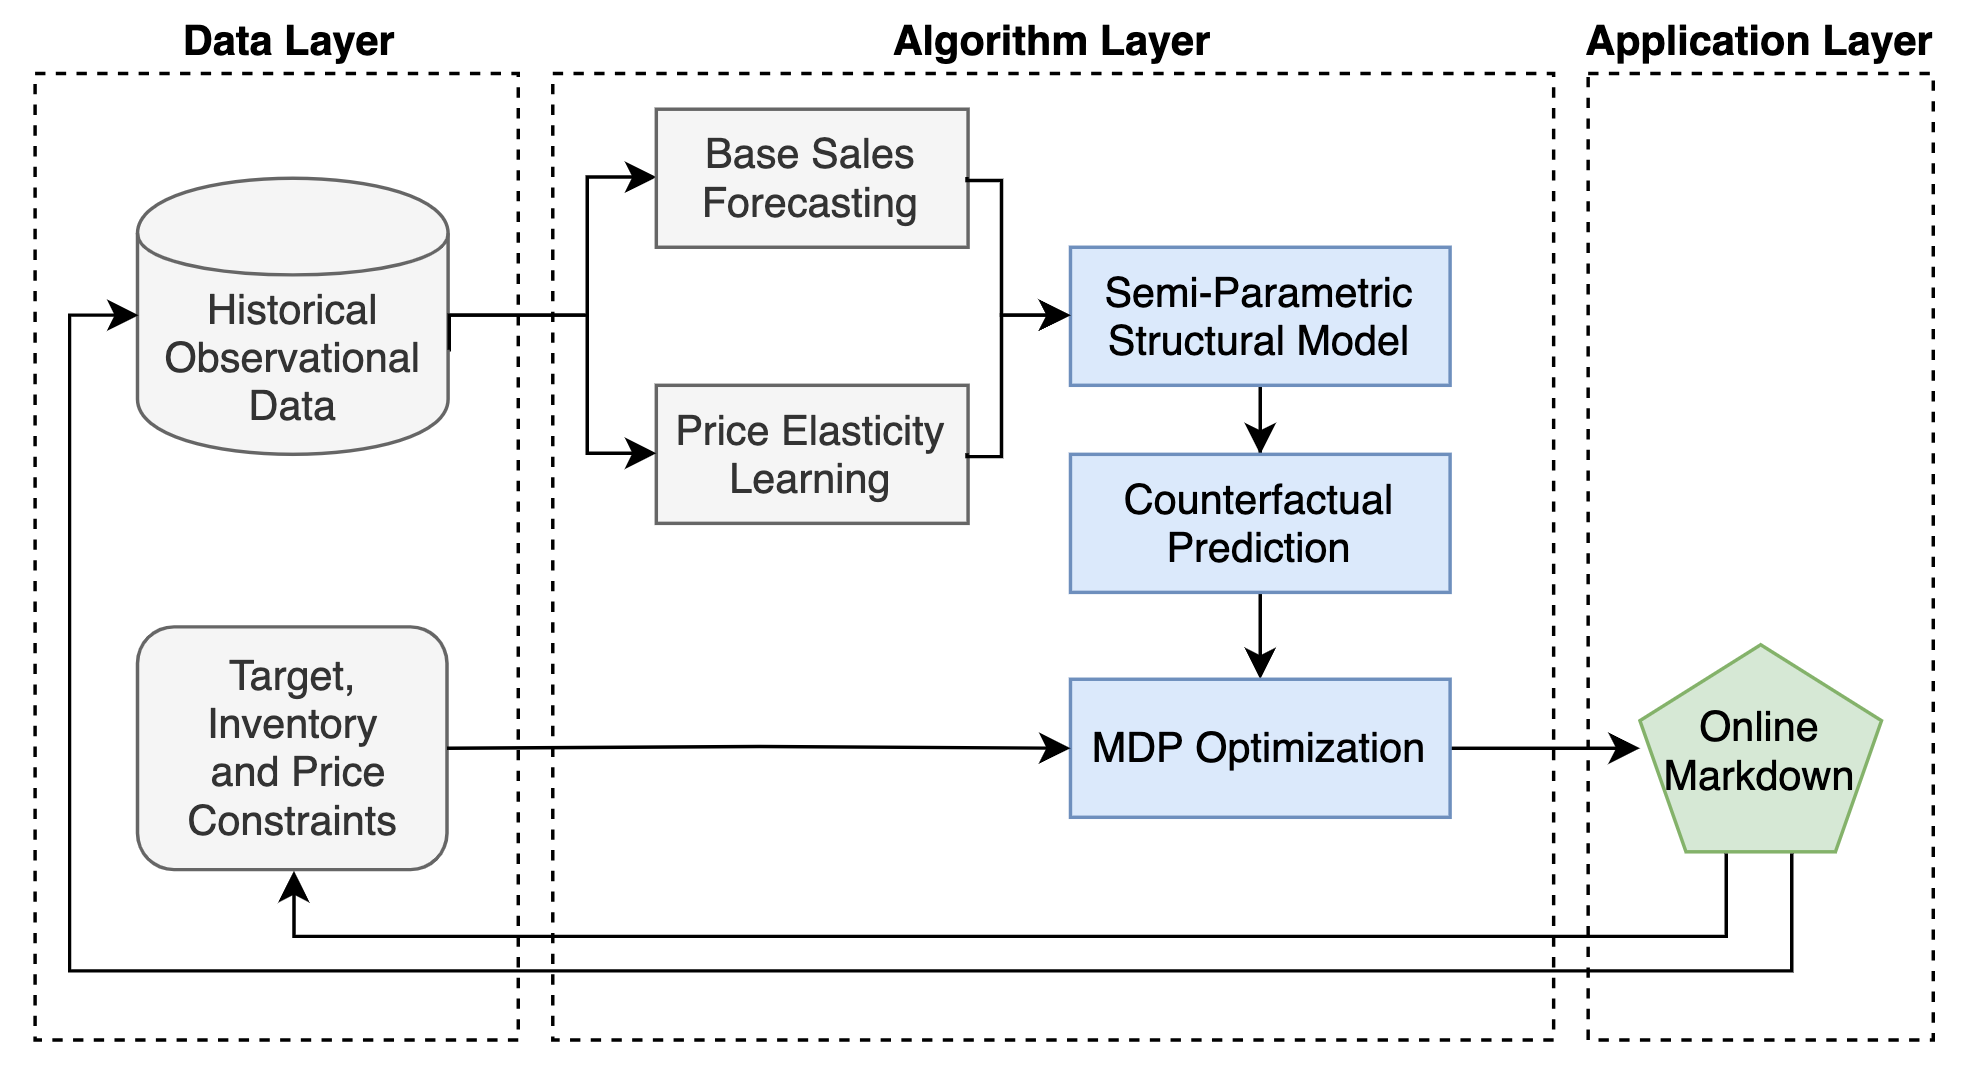 Data Layer
Algorithm Layer
Application Layer
Historical
Observational
Data
Target,
Inventory
and Price
Constraints
Base Sales
Forecasting
Price Elasticity
Learning
Semi-Parametric
Structural Model
Counterfactual
Prediction
MDP Optimization
Online
Markdown